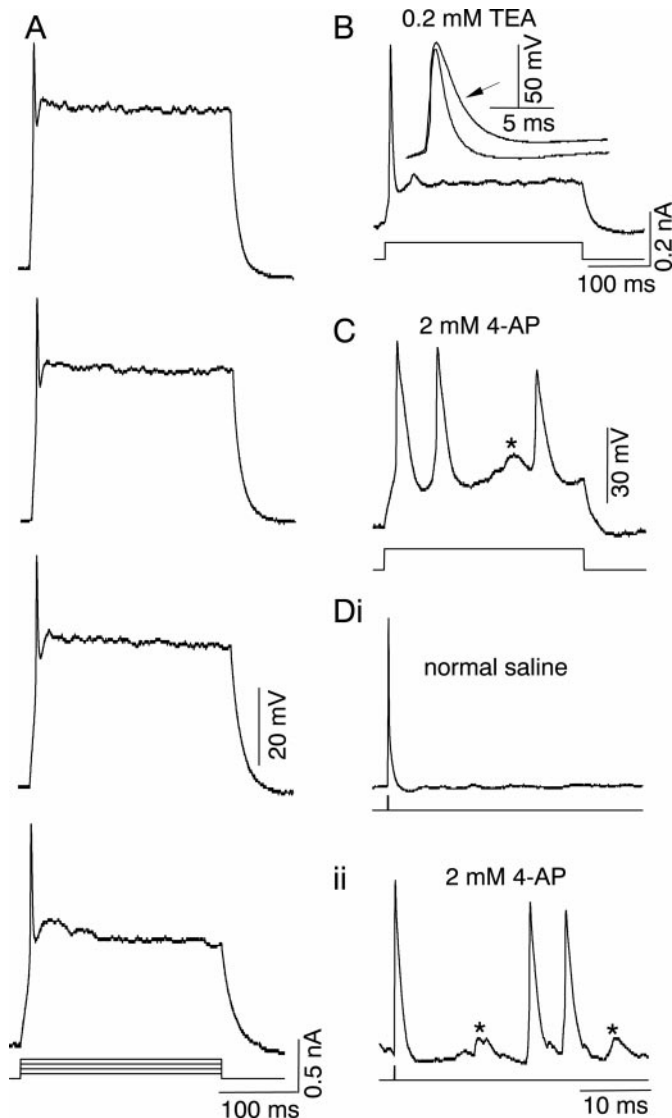 A
20 mV
0.5 nA
100 ms
B
0.2 mM TEA
50 mV
5 ms
0.2 nA
100 ms
C
2 mM 4-AP
*
30 mV
Di
normal saline
ii
2 mM 4-AP
*
*
10 ms